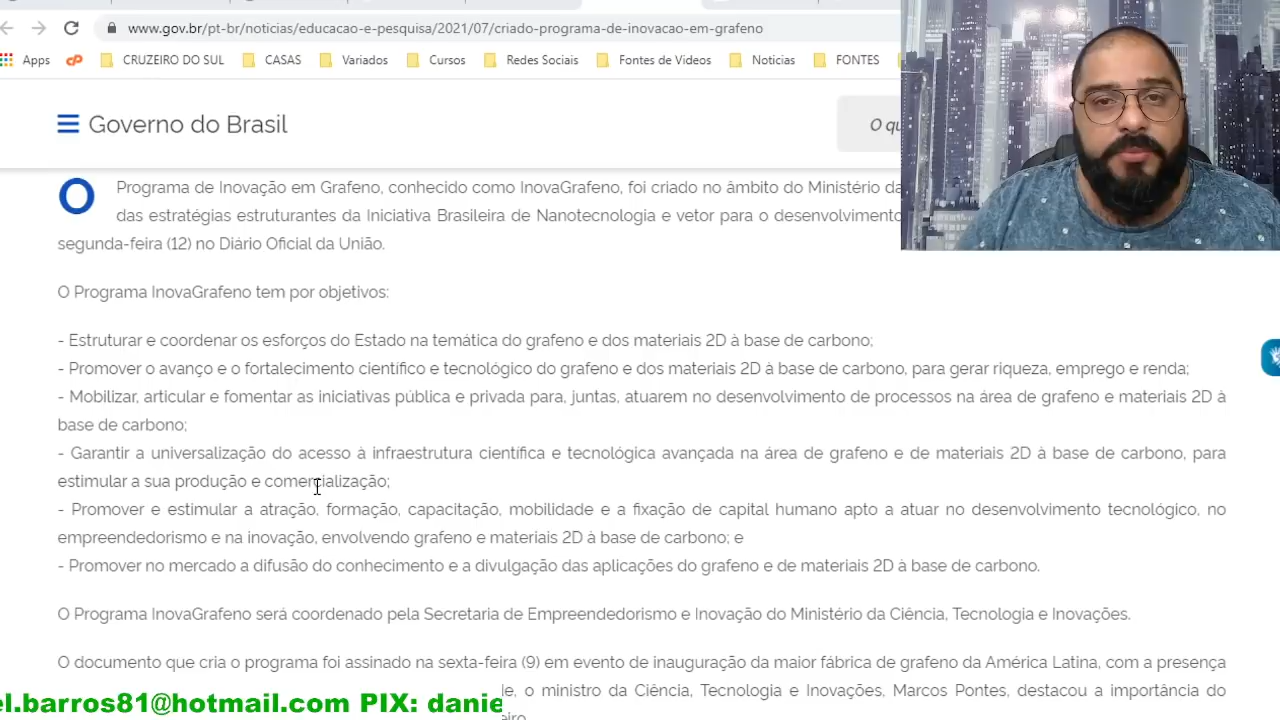 www.gov.br/pt-br/noticias/educacao-e-pesquisa/2021/07/criado-programa-de-inovacao-em-grafeno
Apps CRUZEIRO DO SUL CASAS Variados Cursos Redes Sociais Fontes de Videos Noticias FONTES
Governo do Brasil
O qu
O Programa de Inovação em Grafeno, conhecido como InovaGrafeno, foi criado no âmbito do Ministério da
das estratégias estruturantes da Iniciativa Brasileira de Nanotecnologia e vetor para o desenvolvimento
segunda-feira (12) no Diário Oficial da União.
O Programa InovaGrafeno tem por objetivos:
- Estruturar e coordenar os esforços do Estado na temática do grafeno e dos materiais 2D à base de carbono;
- Promover o avanço e o fortalecimento científico e tecnológico do grafeno e dos materiais 2D à base de carbono, para gerar riqueza, emprego e renda;
- Mobilizar, articular e fomentar as iniciativas pública e privada para, juntas, atuarem no desenvolvimento de processos na área de grafeno e materiais 2D à
base de carbono;
- Garantir a universalização do acesso à infraestrutura científica e tecnológica avançada na área de grafeno e de materiais 2D à base de carbono, para
estimular a sua produção e comercialização;
- Promover e estimular a atração, formação, capacitação, mobilidade e a fixação de capital humano apto a atuar no desenvolvimento tecnológico, no
empreendedorismo e na inovação, envolvendo grafeno e materiais 2D à base de carbono; e
- Promover no mercado a difusão do conhecimento e a divulgação das aplicações do grafeno e de materiais 2D à base de carbono.
O Programa InovaGrafeno será coordenado pela Secretaria de Empreendedorismo e Inovação do Ministério da Ciência, Tecnologia e Inovações.
O documento que cria o programa foi assinado na sexta-feira (9) em evento de inauguração da maior fábrica de grafeno da América Latina, com a presença
de, o ministro da Ciência, Tecnologia e Inovações, Marcos Pontes, destacou a importância do
el.barros81@hotmail.com PIX: danie